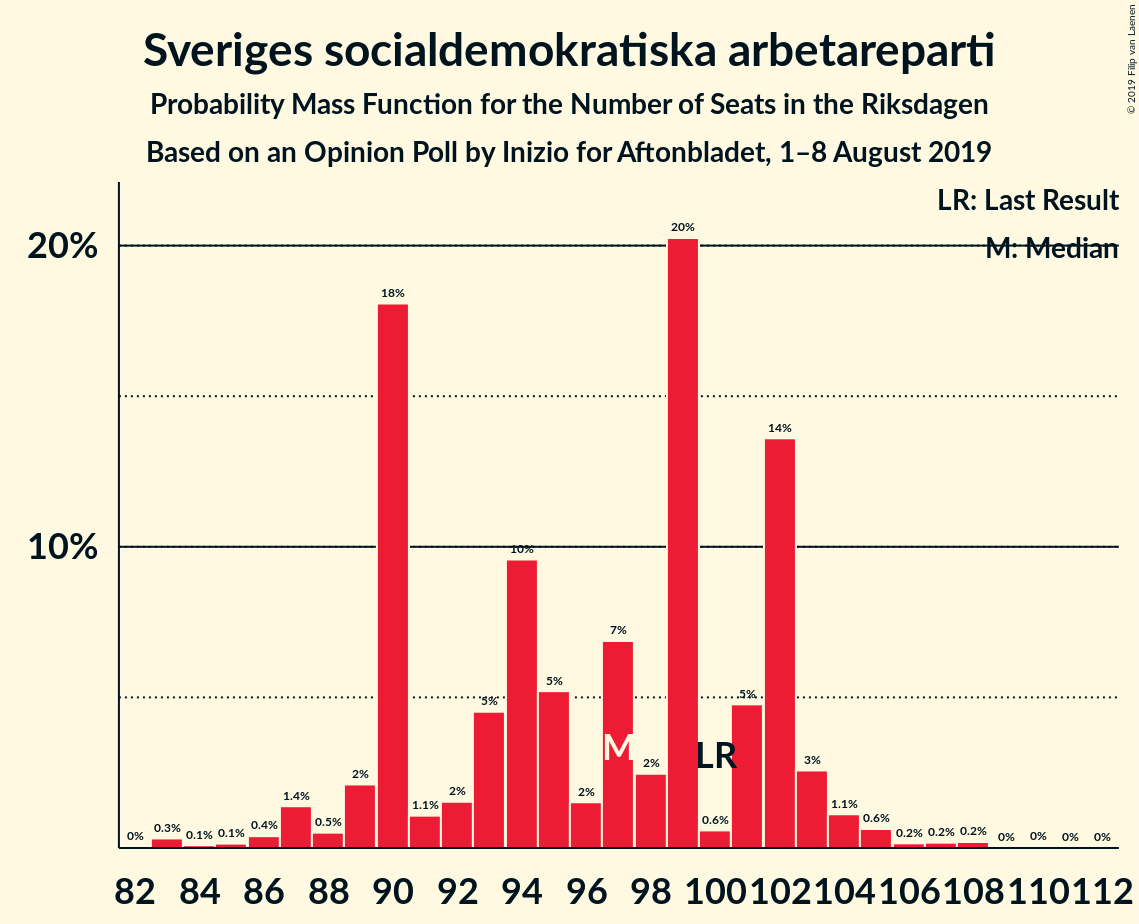 Sveriges socialdemokratiska arbetareparti
Probability Mass Function for the Number of Seats in the Riksdagen
Based on an Opinion Poll by Inizio for Aftonbladet, 1–8 August 2019
© 2019 Filip van Laenen
LR: Last Result
M: Median
20%
10%
0% 0.3% 0.1% 0.1% 0.4% 1.4% 0.5% 2% 18% 1.1% 2% 5% 10% 5% 2% 7% 2% 20% 0.6% 5% 14% 3% 1.1% 0.6% 0.2% 0.2% 0.2% 0% 0% 0% 0%
M LR
82 84 86 88 90 92 94 96 98 100 102 104 106 108 110 112